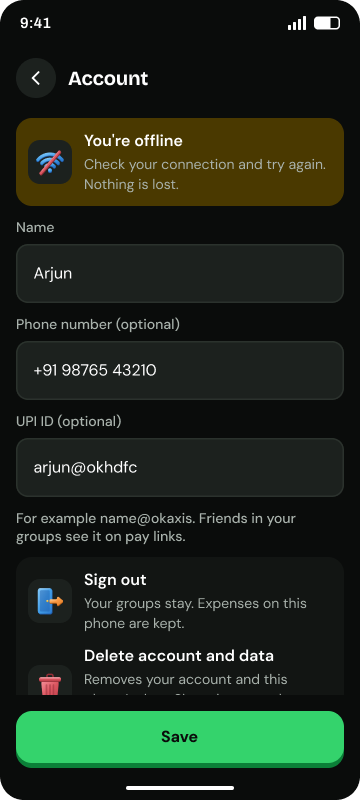 9:41
Account
You're offline
Check your connection and try again.
Nothing is lost.
Name
Arjun
Phone number (optional)
+91 98765 43210
UPI ID (optional)
arjun@okhdfc
For example name@okaxis. Friends in your
groups see it on pay links.
Sign out
Your groups stay. Expenses on this
phone are kept.
Delete account and data
Removes your account and this
Save